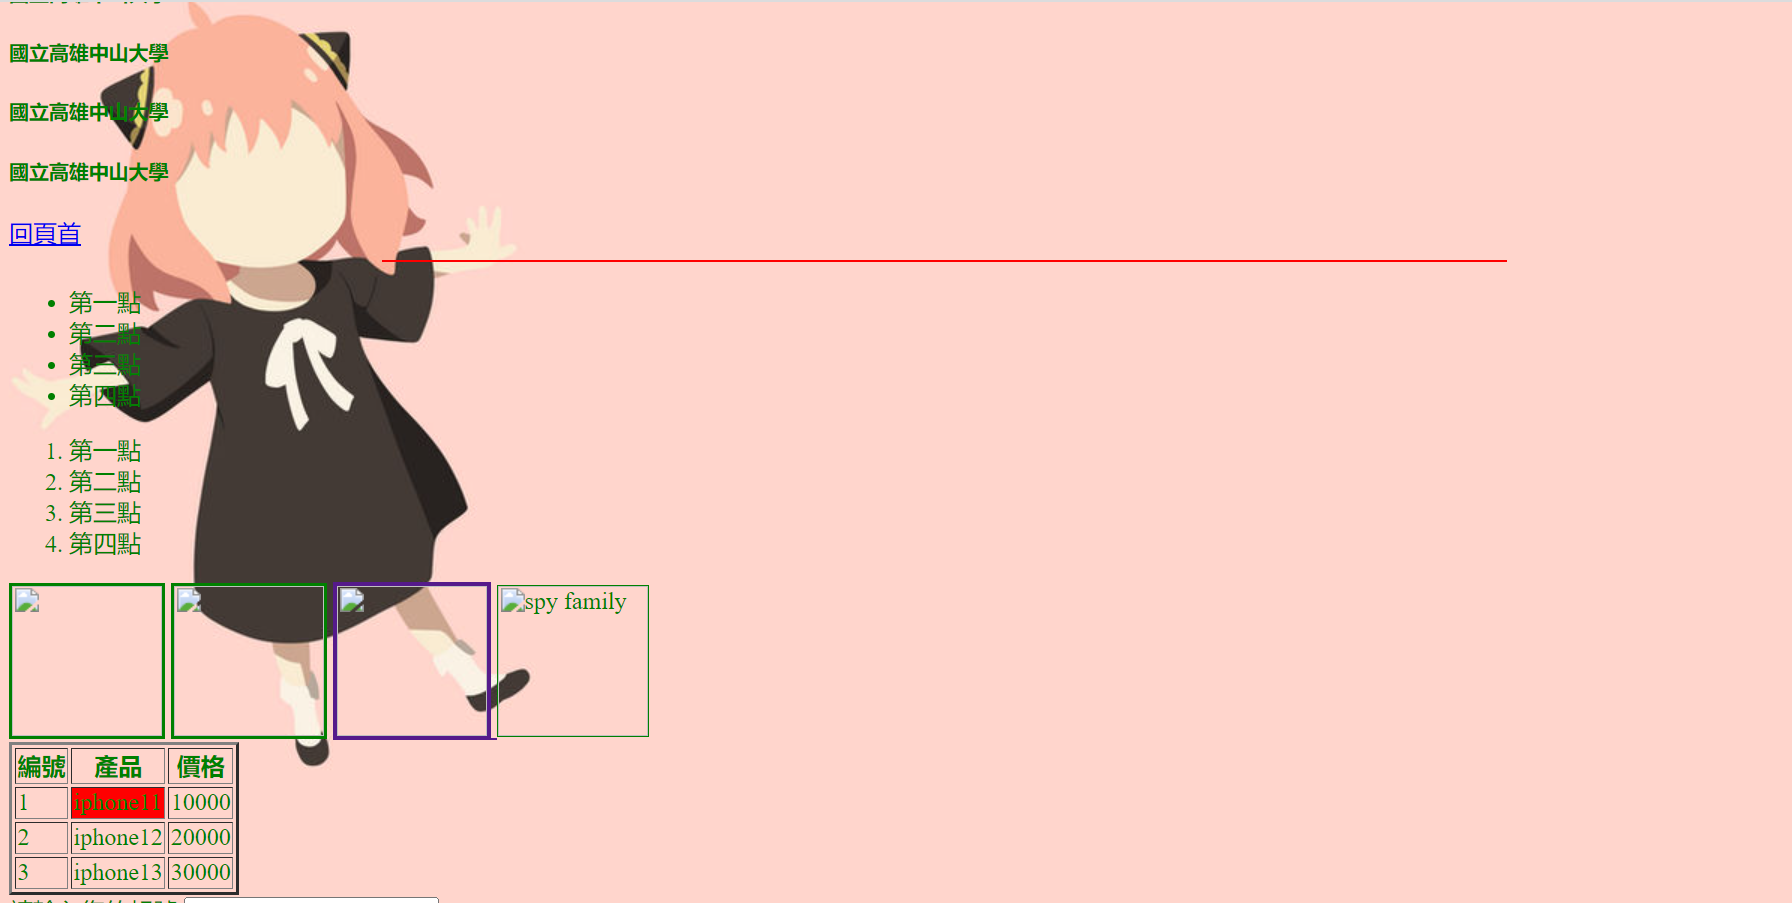 國立高雄中山大學
國立高雄中山大學
國立高雄中山大學
回頁首
• 第一點
• 第二點
• 第三點
• 第四點
1. 第一點
2. 第二點
3. 第三點
4. 第四點
spy family
編號 產品 價格
1 iphone11 10000
2 iphone12 20000
3 iphone13 30000